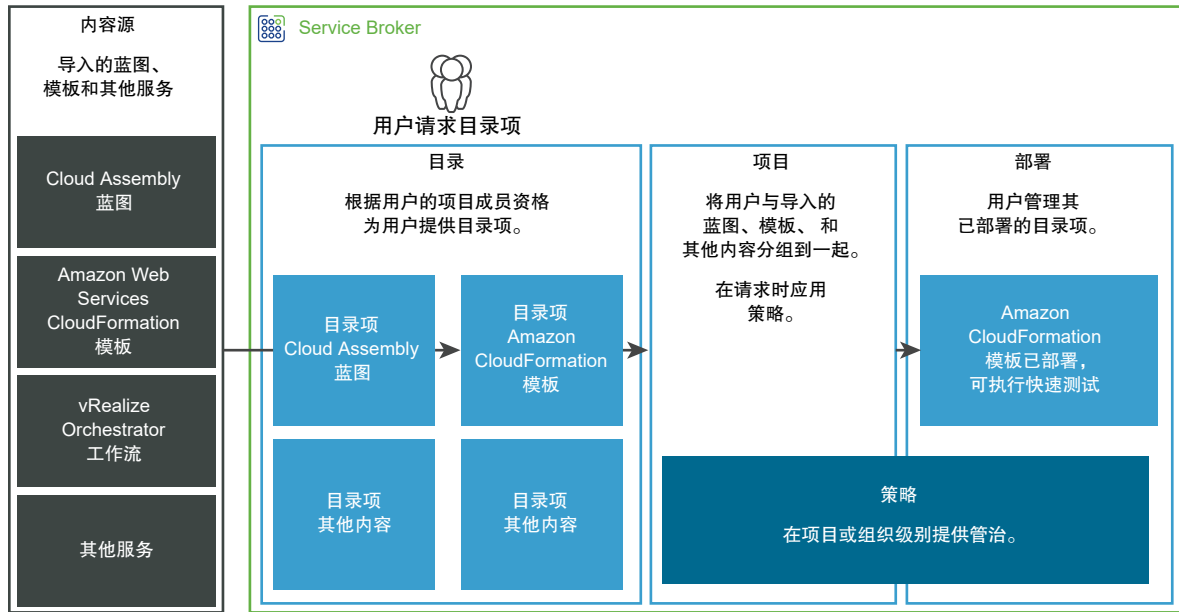 内容源
导入的蓝图、
模板和其他服务
Cloud Assembly
蓝图
Amazon Web
Services
CloudFormation
模板
vRealize
Orchestrator
工作流
其他服务
Service Broker
用户请求目录项
目录
根据用户的项目成员资格
为用户提供目录项。
目录项
Cloud Assembly
蓝图
目录项
Amazon
CloudFormation
模板
目录项
其他内容
目录项
其他内容
项目
将用户与导入的
蓝图、模板、 和
其他内容分组到一起。
在请求时应用
策略。
部署
用户管理其
已部署的目录项。
Amazon
CloudFormation
模板已部署，
可执行快速测试
策略
在项目或组织级别提供管治。